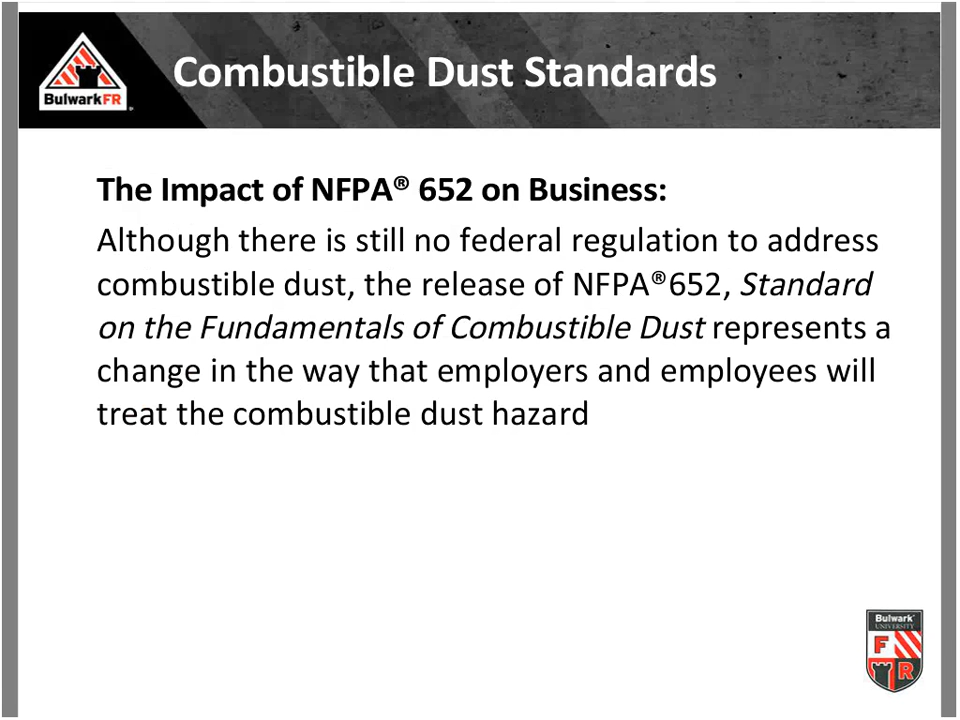 Combustible Dust Standards
BulwarkFR®
The Impact of NFPA® 652 on Business:
Although there is still no federal regulation to address
combustible dust, the release of NFPA®652, Standard
on the Fundamentals of Combustible Dust represents a
change in the way that employers and employees will
treat the combustible dust hazard
Bulwark®
UNIVERSITY
F
R